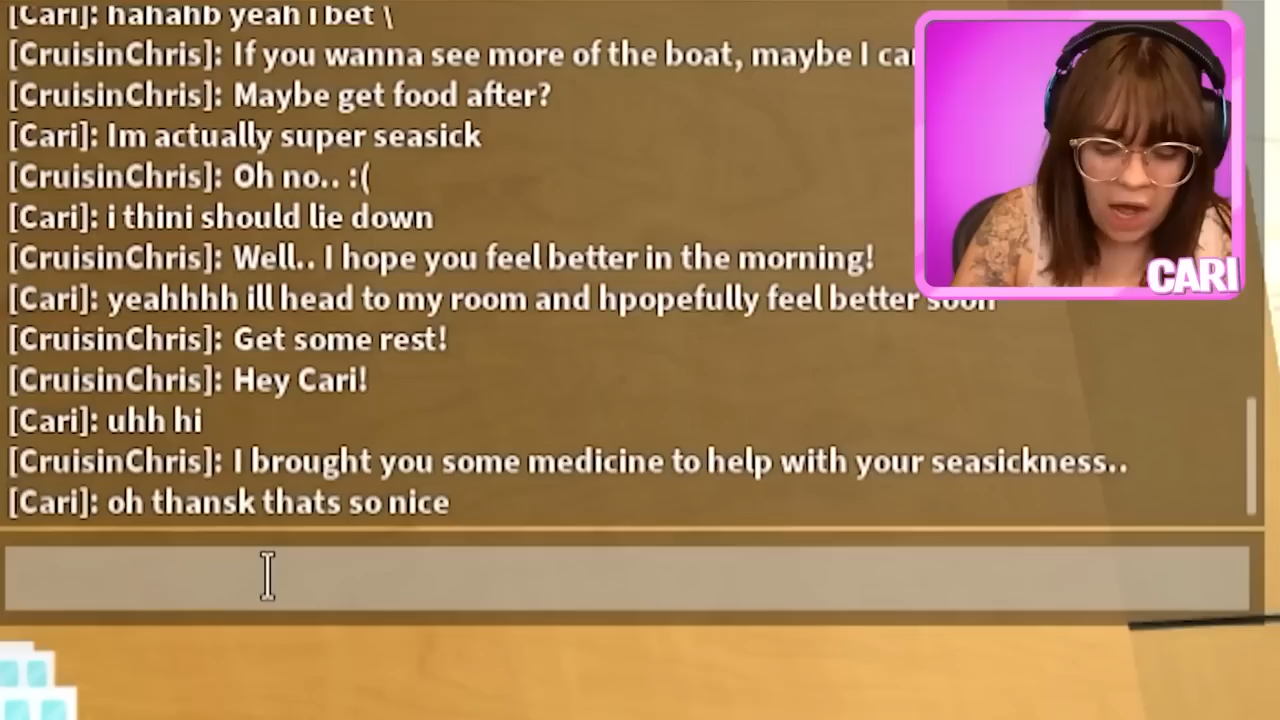 [Cari]: hahahb yeah i bet \
[CruisinChris]: If you wanna see more of the boat, maybe I
[CruisinChris]: Maybe get food after?
[Cari]: Im actually super seasick
[CruisinChris]: Oh no.. :(
[Cari]: i thini should lie down
[CruisinChris]: Well.. I hope you feel better in the morning!
[Cari]: yeahhhh ill head to my room and hpopefully feel better soon
[CruisinChris]: Get some rest!
[CruisinChris]: Hey Cari!
[Cari]: uhh hi
[CruisinChris]: I brought you some medicine to help with your seasickness..
[Cari]: oh thansk thats so nice
CARI